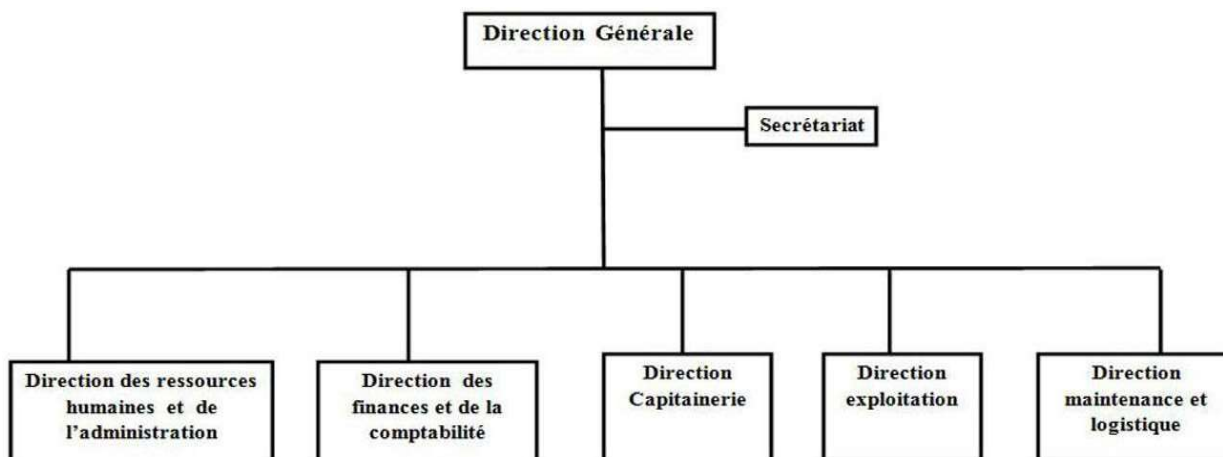 Direction Générale
Secrétariat
Direction des ressources
humaines et de
l’administration
Direction des
finances et de la
comptabilité
Direction
Capitainerie
Direction
exploitation
Direction
maintenance et
logistique